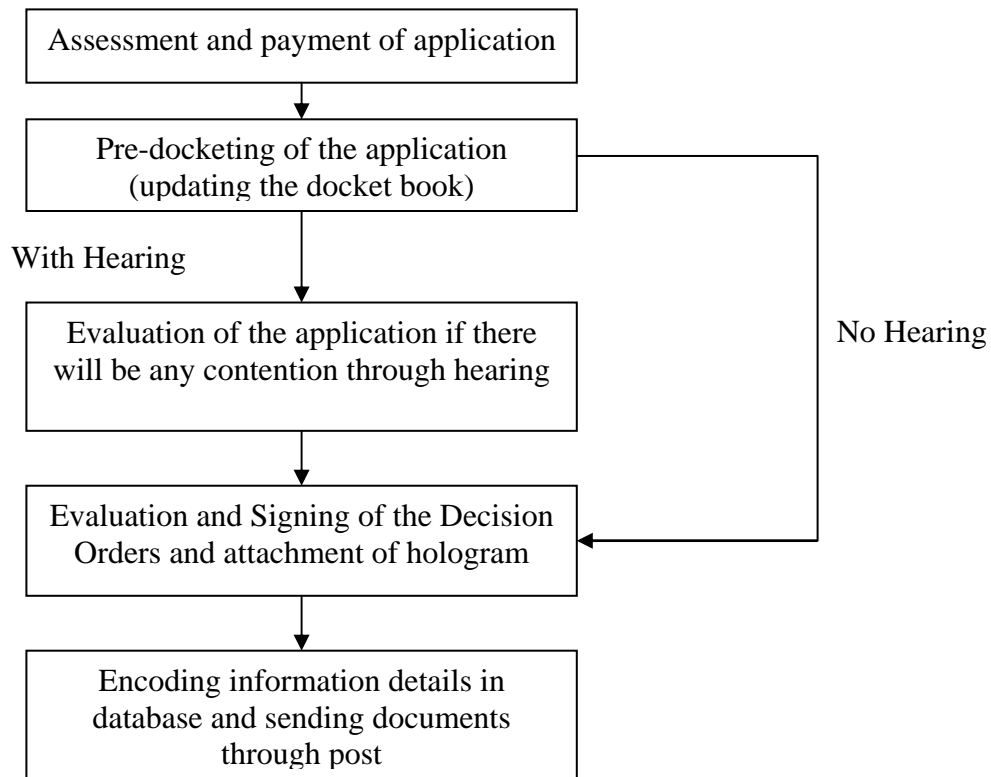 Assessment and payment of application
Pre-docketing of the application
(updating the docket book)
With Hearing
Evaluation of the application if there
will be any contention through hearing
No Hearing
Evaluation and Signing of the Decision
Orders and attachment of hologram
Encoding information details in
database and sending documents
through post